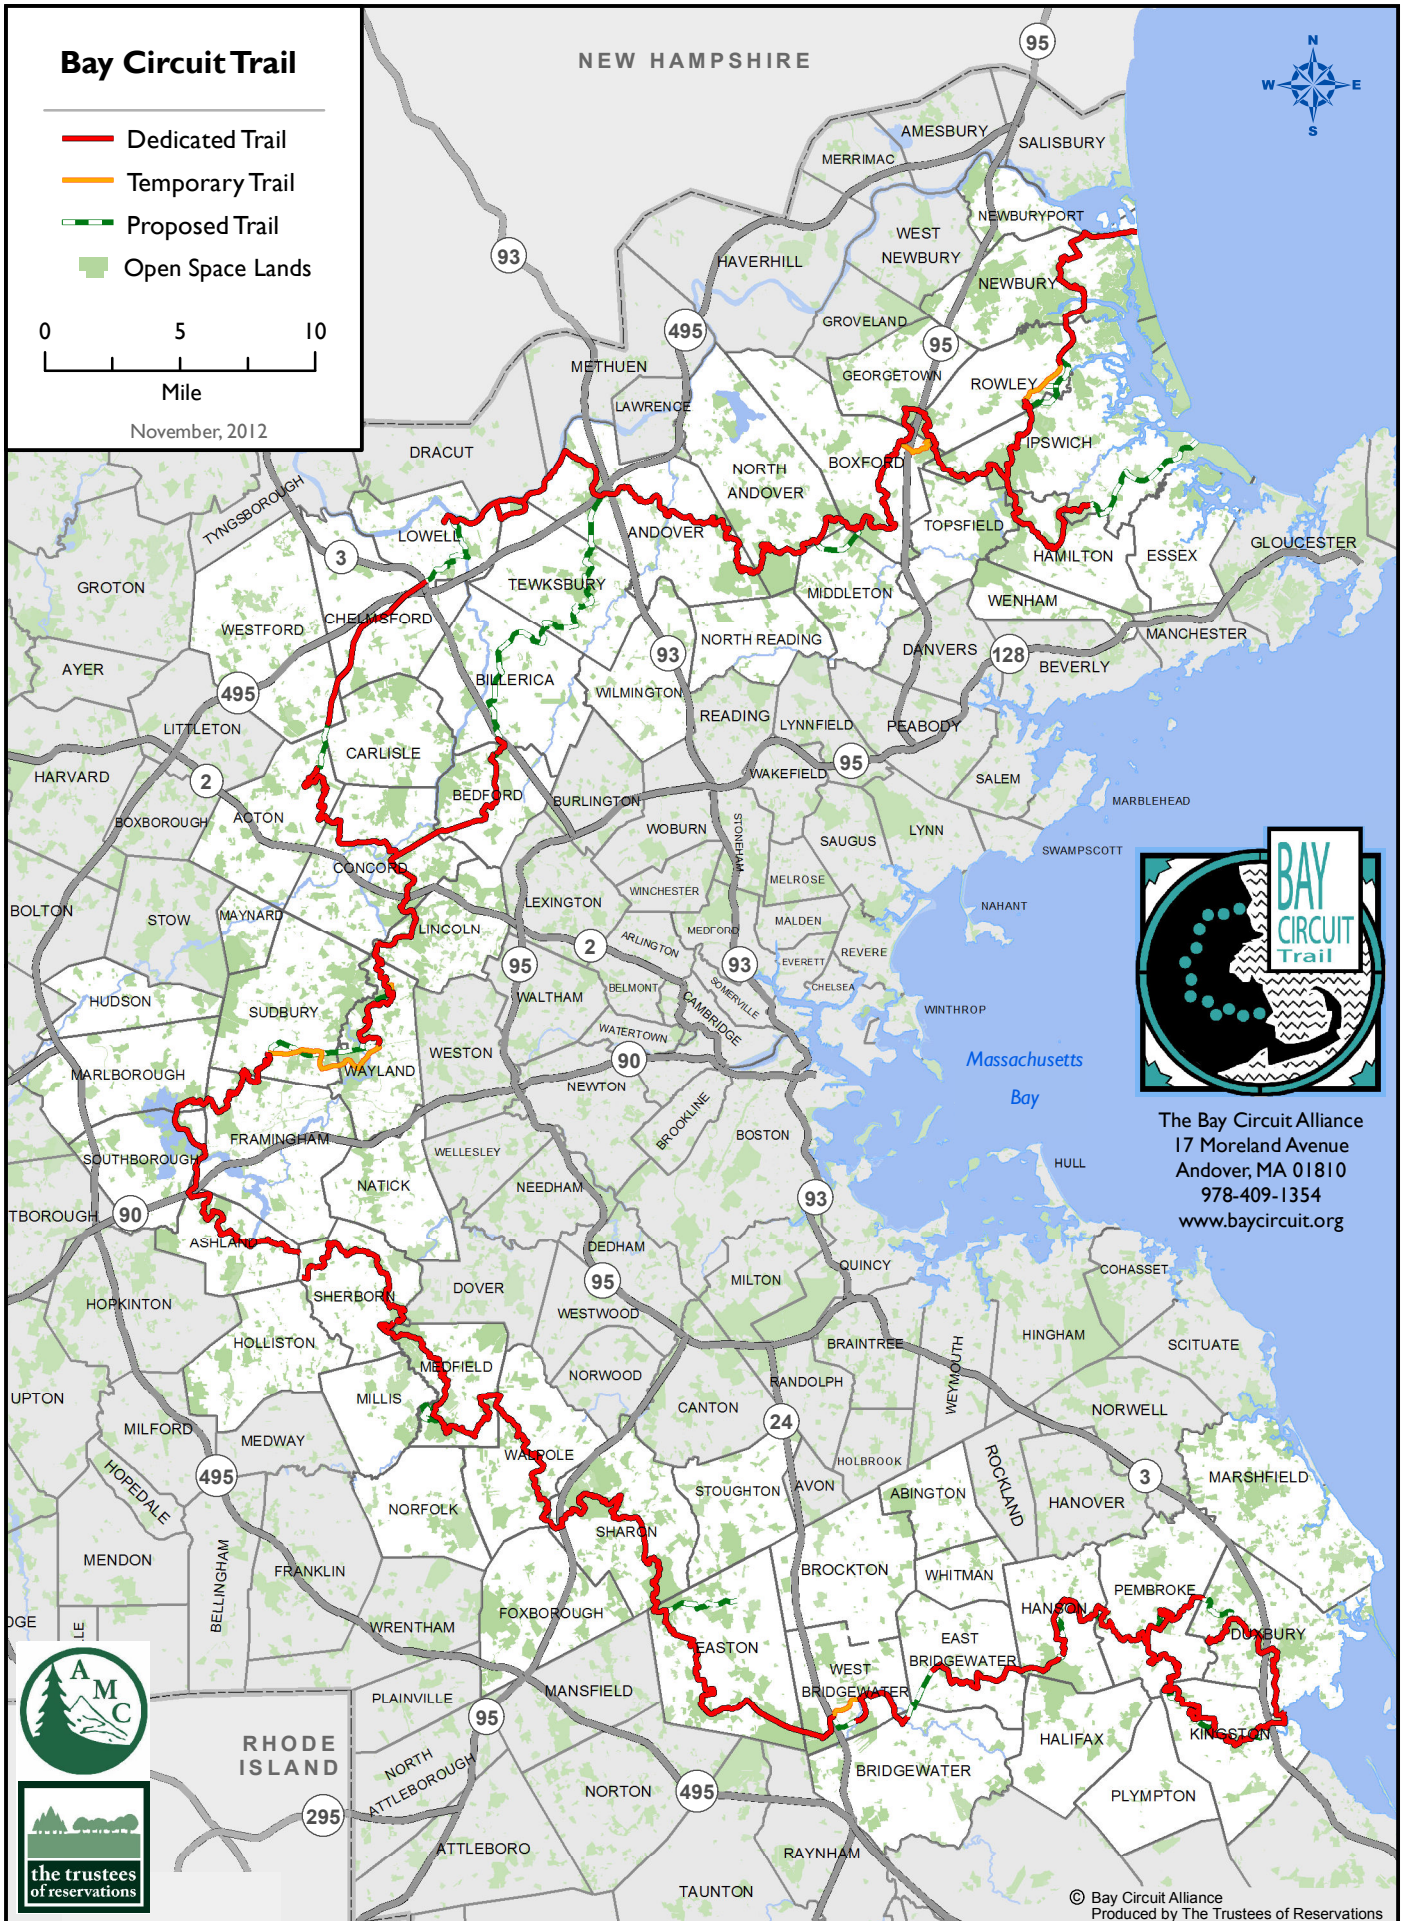 Bay Circuit Trail
Dedicated Trail
Temporary Trail
Proposed Trail
Open Space Lands
0 5 10
Mile
November, 2012
NEW HAMPSHIRE
95
N
W E
S
AMESBURY
SALISBURY
MERRIMAC
NEWBURYPORT
WEST
NEWBURY
93
HAVERHILL
NEWBURY
GROVELAND
495
95
METHUEN
GEORGETOWN
ROWLEY
LAWRENCE
DRACUT
IPSWICH
NORTH
ANDOVER
BOXFORD
TYNGSBOROUGH
LOWELL
ANDOVER
TOPSFIELD
3
HAMILTON
ESSEX
GLOUCESTER
GROTON
TEWKSBURY
MIDDLETON
WENHAM
WESTFORD
CHELMSFORD
NORTH READING
MANCHESTER
AYER
93
DANVERS
128
BEVERLY
495
BILLERICA
WILMINGTON
READING
LYNNFIELD
PEABODY
LITTLETON
CARLISLE
95
HARVARD
2
WAKEFIELD
SALEM
BEDFORD
BURLINGTON
MARBLEHEAD
BOXBOROUGH
ACTON
WOBURN
STONEHAM
SAUGUS
LYNN
SWAMPSCOTT
CONCORD
WINCHESTER
MELROSE
BOLTON
STOW
MAYNARD
LEXINGTON
NAHANT
LINCOLN
MEDFORD
MALDEN
2
ARLINGTON
EVERETT
REVERE
95
93
HUDSON
WALTHAM
BELMONT
SOMERVILLE
CHELSEA
SUDBURY
CAMBRIDGE
WINTHROP
WATERTOWN
WESTON
90
MARLBOROUGH
WAYLAND
NEWTON
Massachusetts
Bay
BAY
CIRCUIT
Trail
BROOKLINE
BOSTON
FRAMINGHAM
WELLESLEY
SOUTHBOROUGH
HULL
NATICK
NEEDHAM
93
The Bay Circuit Alliance
17 Moreland Avenue
Andover, MA 01810
978-409-1354
www.baycircuit.org
TBOROUGH
90
ASHLAND
DEDHAM
QUINCY
COHASSET
95
MILTON
DOVER
HOPKINTON
SHERBORN
WESTWOOD
HINGHAM
SCITUATE
HOLLISTON
BRAINTREE
WEYMOUTH
MEDFIELD
NORWOOD
RANDOLPH
UPTON
MILLIS
CANTON
NORWELL
MILFORD
MEDWAY
24
WALPOLE
HOLBROOK
ROCKLAND
3
MARSHFIELD
HOPEDALE
495
STOUGHTON
AVON
ABINGTON
HANOVER
NORFOLK
SHARON
MENDON
BELLINGHAM
FRANKLIN
BROCKTON
WHITMAN
PEMBROKE
FOXBOROUGH
HANSON
DGE
LE
WRENTHAM
DUXBURY
EASTON
EAST
BRIDGEWATER
A
M
C
WEST
BRIDGEWATER
PLAINVILLE
MANSFIELD
95
KINGSTON
RHODE
ISLAND
HALIFAX
NORTH
ATTLEBOROUGH
BRIDGEWATER
NORTON
495
PLYMPTON
295
ATTLEBORO
RAYNHAM
the trustees
of reservations
TAUNTON
© Bay Circuit Alliance
Produced by The Trustees of Reservations